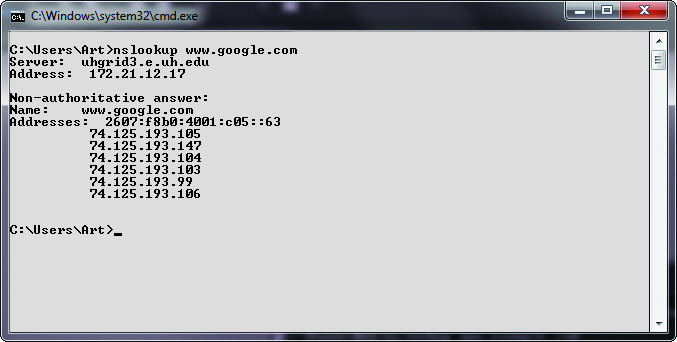 C:\Windows\system32\cmd.exe
C:\Users\Art>nslookup www.google.com
Server:  uhgrid3.e.uh.edu
Address:  172.21.12.17
Non-authoritative answer:
Name:    www.google.com
Addresses:  2607:f8b0:4001:c05::63
74.125.193.105
74.125.193.147
74.125.193.104
74.125.193.103
74.125.193.99
74.125.193.106
C:\Users\Art>_